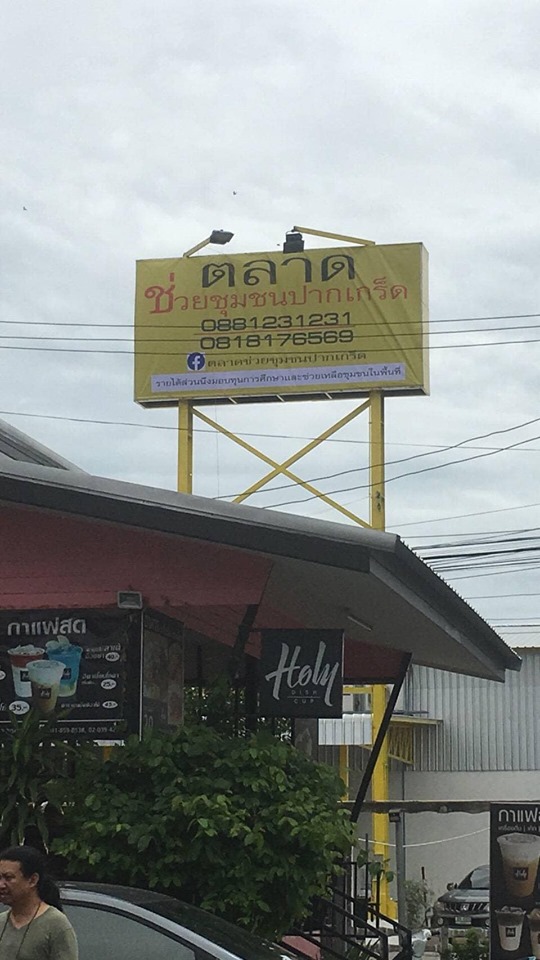 ตลาด
ช่วยชุมชนปากเกร็ด
0881231231
0818176569
ตลาดช่วยชุมชนปากเกร็ด
รายได้ส่วนนึงมอบทุนการศึกษาและช่วยเหลือชุมชนในพื้นที่
กาแฟสด
35.-
Holy
DISH
CUP
กาแฟ